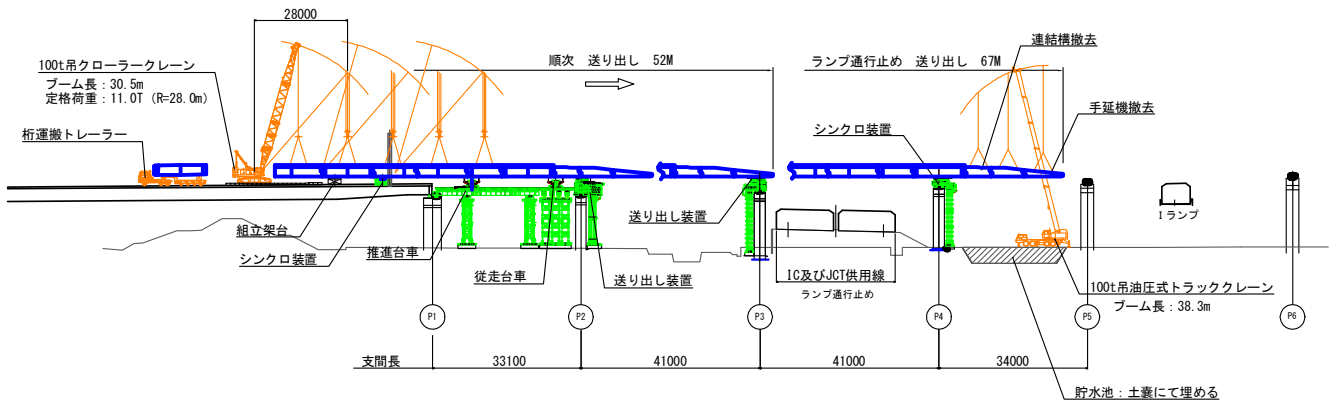 28000
順次 送り出し 52M
ランプ通行止め 送り出し 67M
連結構撤去
100t吊クローラークレーン
ブーム長：30.5m
定格荷重：11.0T (R=28.0m)
手延機撤去
シンクロ装置
桁運搬トレーラー
送り出し装置
Iランプ
組立架台
シンクロ装置
推進台車
従走台車
送り出し装置
IC及びJCT供用線
ランプ通行止め
100t吊油圧式トラッククレーン
ブーム長：38.3m
P1
P2
P3
P4
P5
P6
支間長
33100
41000
41000
34000
貯水池：土嚢にて埋める